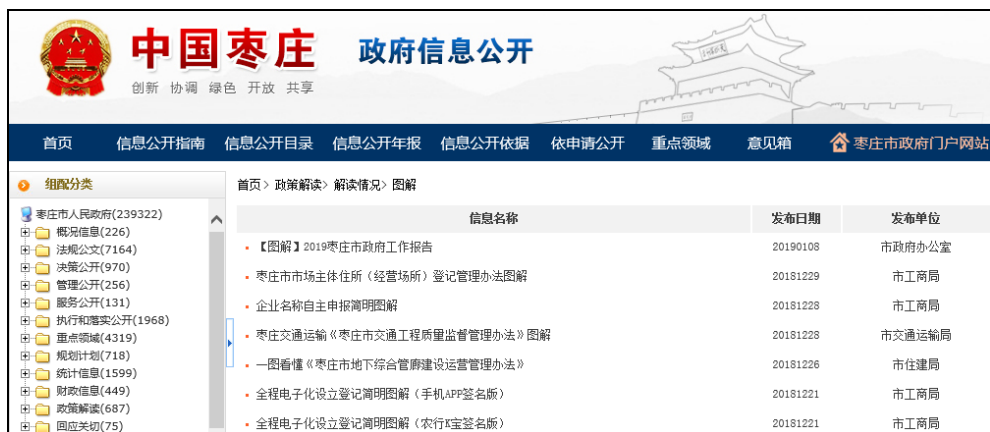 中国枣庄 政府信息公开
创新 协调 绿色 开放 共享
首页 信息公开指南 信息公开目录 信息公开年报 信息公开依据 依申请公开 重点领域 意见箱 枣庄市政府门户网站
组配分类
枣庄市人民政府(239322)
概况信息(226)
法规公文(7164)
决策公开(970)
管理公开(256)
服务公开(131)
执行和落实公开(1968)
重点领域(4319)
规划计划(718)
统计信息(1599)
财政信息(449)
政策解读(687)
回应关切(75)
首页> 政策解读> 解读情况> 图解
信息名称 发布日期 发布单位
【图解】2019枣庄市政府工作报告 20190108 市政府办公室
枣庄市市场主体住所（经营场所）登记管理办法图解 20181229 市工商局
企业名称自主申报简明图解 20181228 市工商局
枣庄交通运输《枣庄市交通工程质量监督管理办法》图解 20181228 市交通运输局
一图看懂《枣庄市地下综合管廊建设运营管理办法》 20181226 市住建局
全程电子化设立登记简明图解（手机APP签名版） 20181221 市工商局
全程电子化设立登记简明图解（农行K宝签名版） 20181221 市工商局